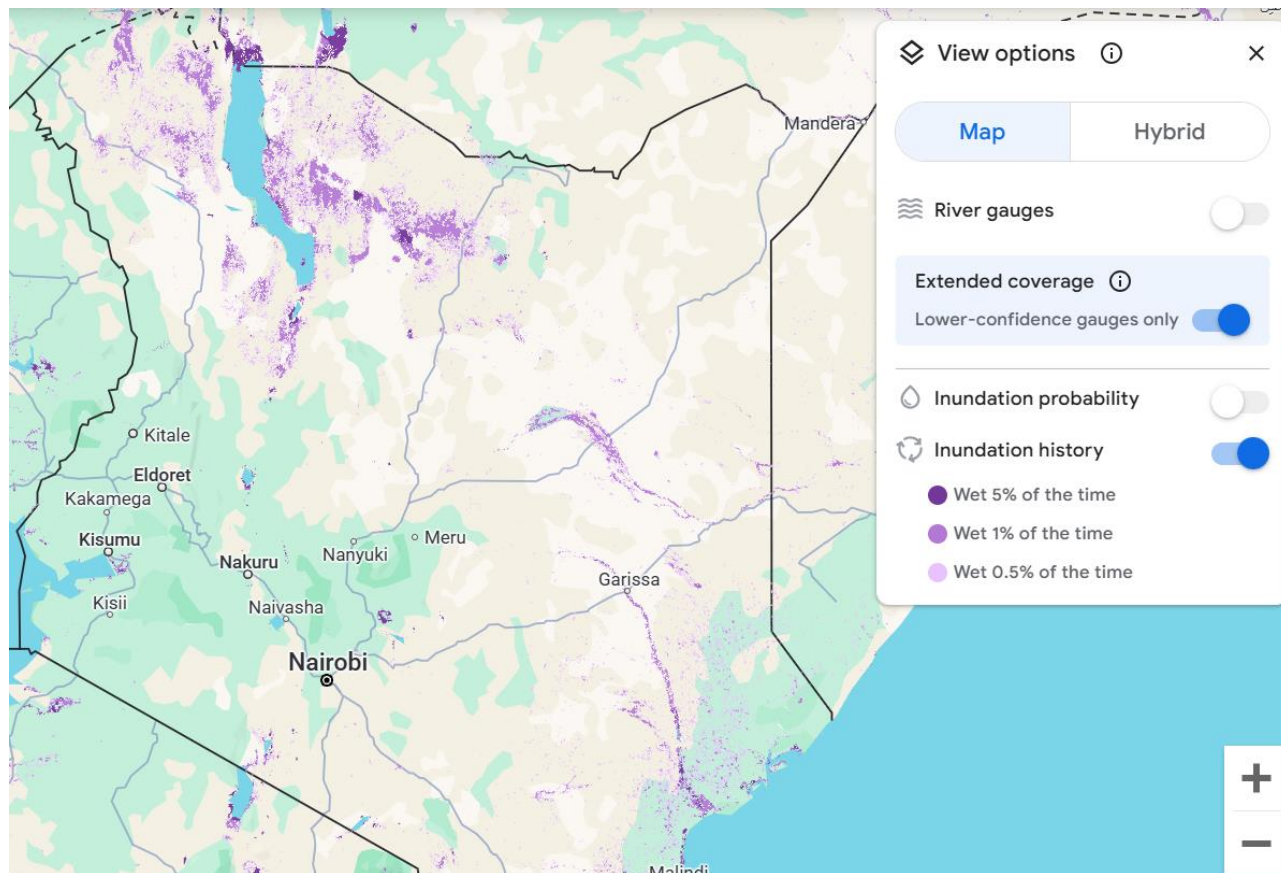 View options
Map
Hybrid
River gauges
Extended coverage
Lower-confidence gauges only
Inundation probability
Inundation history
Wet 5% of the time
Wet 1% of the time
Wet 0.5% of the time
Mandera
Kitale
Eldoret
Kakamega
Kisumu
Meru
Nanyuki
Nakuru
Garissa
Kisii
Naivasha
Nairobi
Malindi